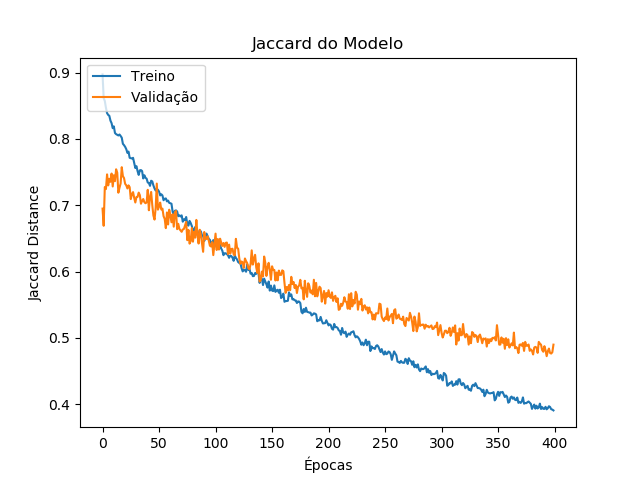 Jaccard do Modelo
Treino
Validação
Jaccard Distance
0.9
0.8
0.7
0.6
0.5
0.4
0 50 100 150 200 250 300 350 400
Épocas